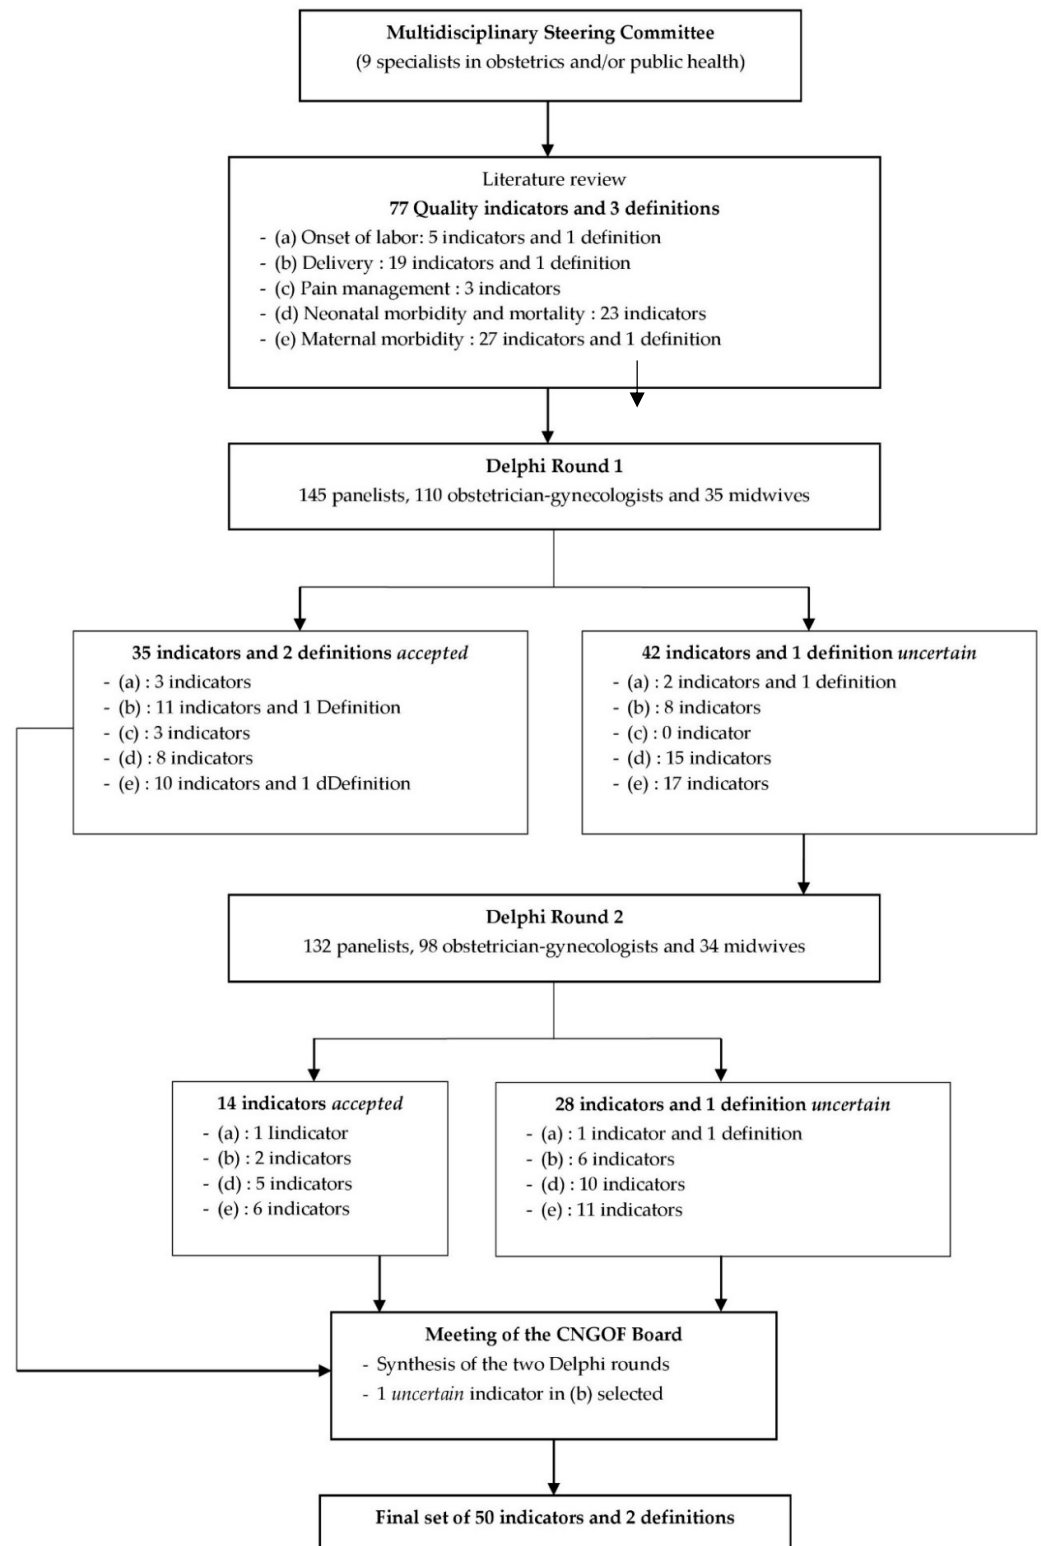 Multidisciplinary Steering Committee
(9 specialists in obstetrics and/or public health)
Literature review
77 Quality indicators and 3 definitions
- (a) Onset of labor: 5 indicators and 1 definition
- (b) Delivery : 19 indicators and 1 definition
- (c) Pain management : 3 indicators
- (d) Neonatal morbidity and mortality : 23 indicators
- (e) Maternal morbidity : 27 indicators and 1 definition
Delphi Round 1
145 panelists, 110 obstetrician-gynecologists and 35 midwives
35 indicators and 2 definitions accepted
- (a) : 3 indicators
- (b) : 11 indicators and 1 Definition
- (c) : 3 indicators
- (d) : 8 indicators
- (e) : 10 indicators and 1 dDefinition
42 indicators and 1 definition uncertain
- (a) : 2 indicators and 1 definition
- (b) : 8 indicators
- (c) : 0 indicator
- (d) : 15 indicators
- (e) : 17 indicators
Delphi Round 2
132 panelists, 98 obstetrician-gynecologists and 34 midwives
14 indicators accepted
- (a) : 1 Iindicator
- (b) : 2 indicators
- (d) : 5 indicators
- (e) : 6 indicators
28 indicators and 1 definition uncertain
- (a) : 1 indicator and 1 definition
- (b) : 6 indicators
- (d) : 10 indicators
- (e) : 11 indicators
Meeting of the CNGOF Board
- Synthesis of the two Delphi rounds
- 1 uncertain indicator in (b) selected
Final set of 50 indicators and 2 definitions